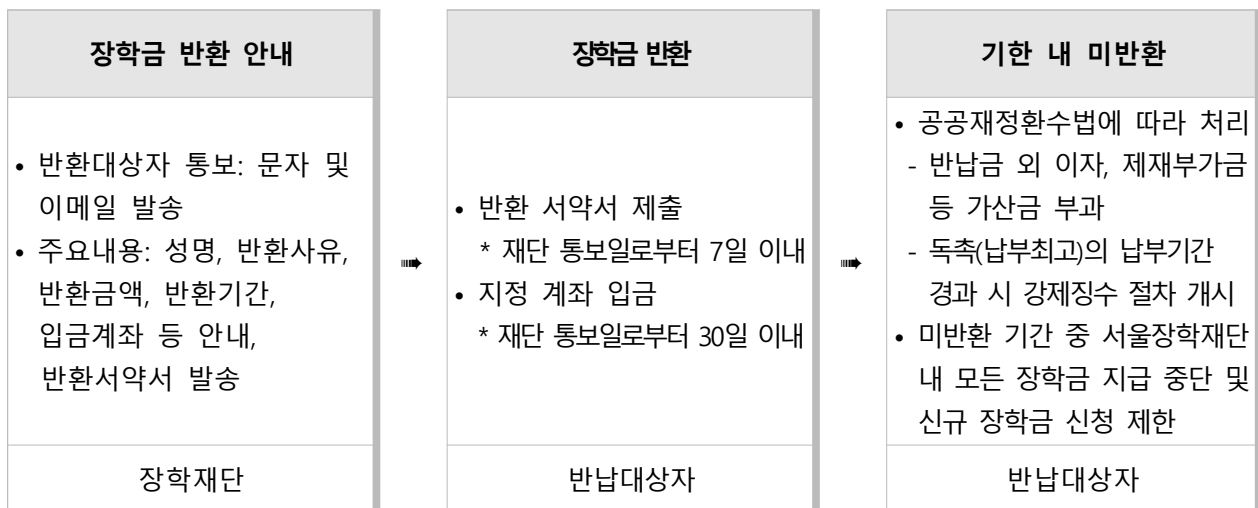 장학금 반환 안내
• 반환대상자 통보: 문자 및
이메일 발송
• 주요내용: 성명, 반환사유,
반환금액, 반환기간,
입금계좌 등 안내,
반환서약서 발송
장학재단
➠
장학금 반환
• 반환 서약서 제출
* 재단 통보일로부터 7일 이내
• 지정 계좌 입금
* 재단 통보일로부터 30일 이내
반납대상자
➠
기한 내 미반환
• 공공재정환수법에 따라 처리
- 반납금 외 이자, 제재부가금
등 가산금 부과
- 독촉(납부최고)의 납부기간
경과 시 강제징수 절차 개시
• 미반환 기간 중 서울장학재단
내 모든 장학금 지급 중단 및
신규 장학금 신청 제한
반납대상자